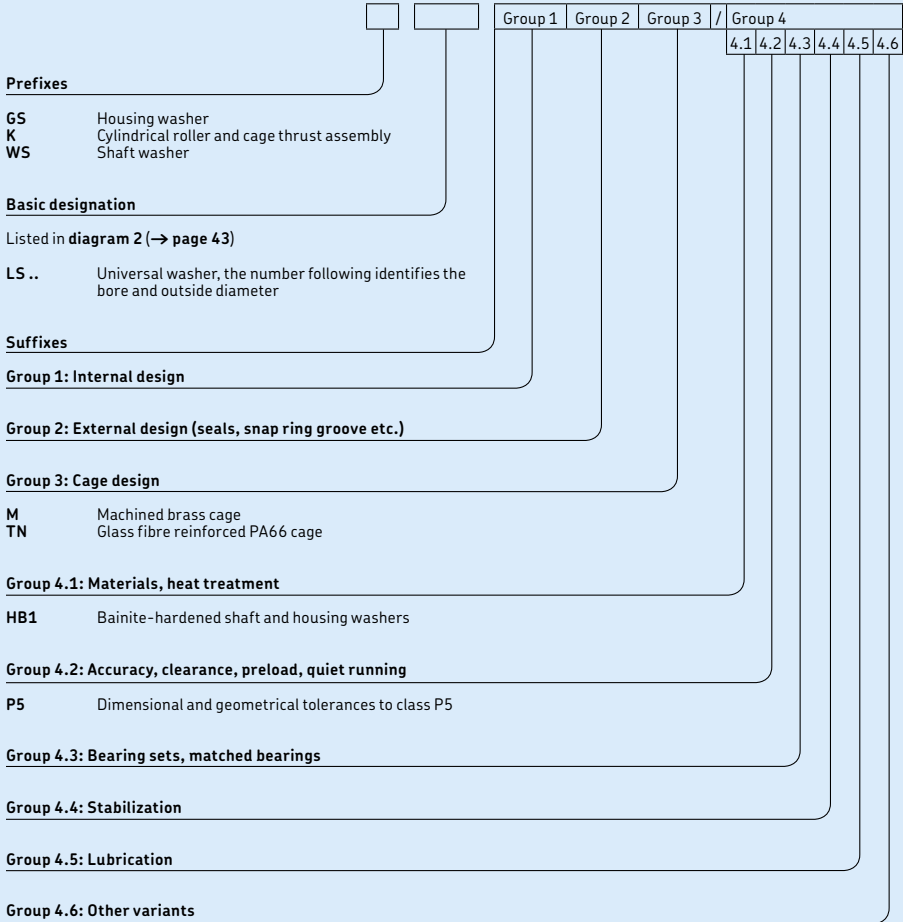 Group 1 Group 2 Group 3 / Group 4
4.1 4.2 4.3 4.4 4.5 4.6
Prefixes
GS Housing washer
K Cylindrical roller and cage thrust assembly
WS Shaft washer
Basic designation
Listed in diagram 2 (→ page 43)
LS .. Universal washer, the number following identifies the
bore and outside diameter
Suffixes
Group 1: Internal design
Group 2: External design (seals, snap ring groove etc.)
Group 3: Cage design
M Machined brass cage
TN Glass fibre reinforced PA66 cage
Group 4.1: Materials, heat treatment
HB1 Bainite-hardened shaft and housing washers
Group 4.2: Accuracy, clearance, preload, quiet running
P5 Dimensional and geometrical tolerances to class P5
Group 4.3: Bearing sets, matched bearings
Group 4.4: Stabilization
Group 4.5: Lubrication
Group 4.6: Other variants